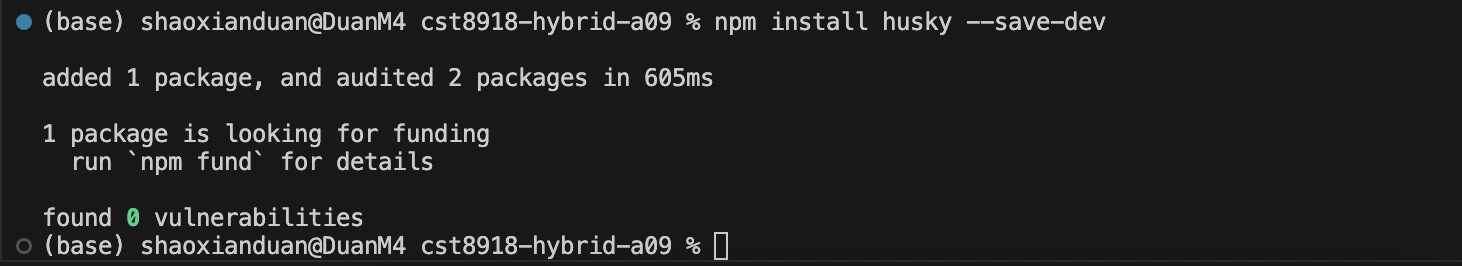 (base) shaoxianduan@DuanM4 cst8918-hybrid-a09 % npm install husky --save-dev
added 1 package, and audited 2 packages in 605ms
1 package is looking for funding
  run `npm fund` for details
found 0 vulnerabilities
(base) shaoxianduan@DuanM4 cst8918-hybrid-a09 %